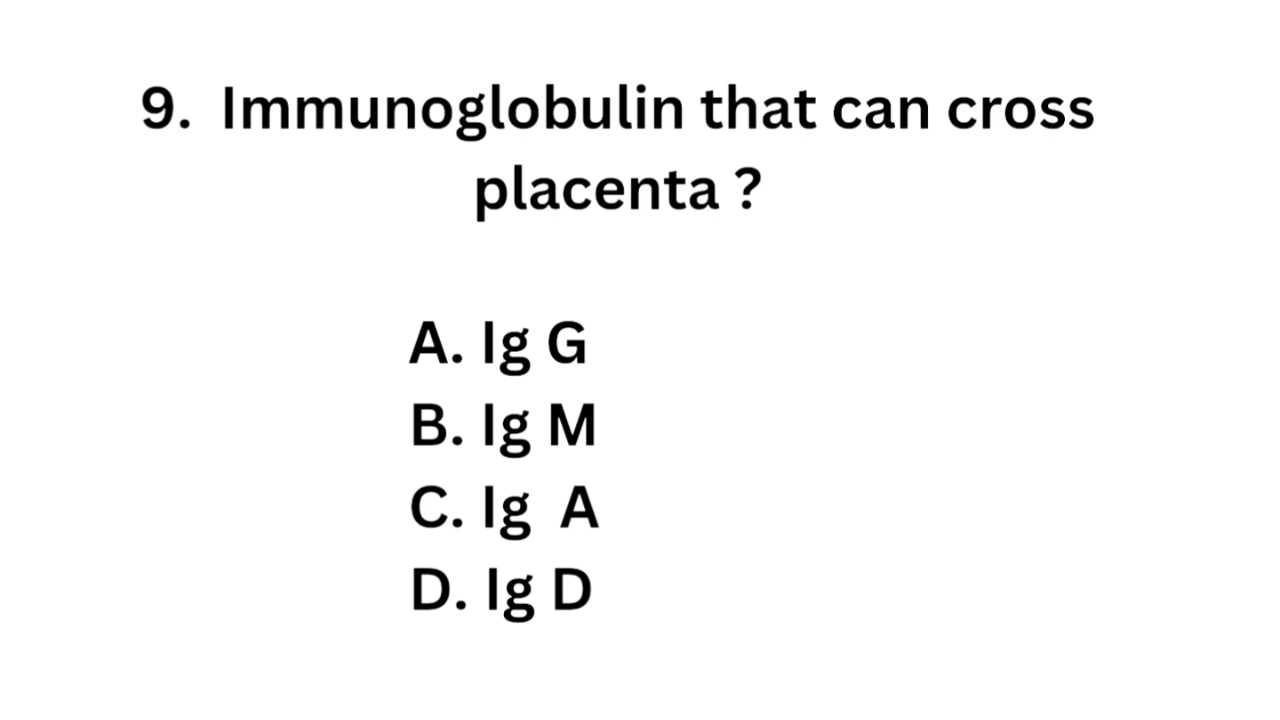 9. Immunoglobulin that can cross
placenta ?
A. Ig G
B. Ig M
C. Ig A
D. Ig D